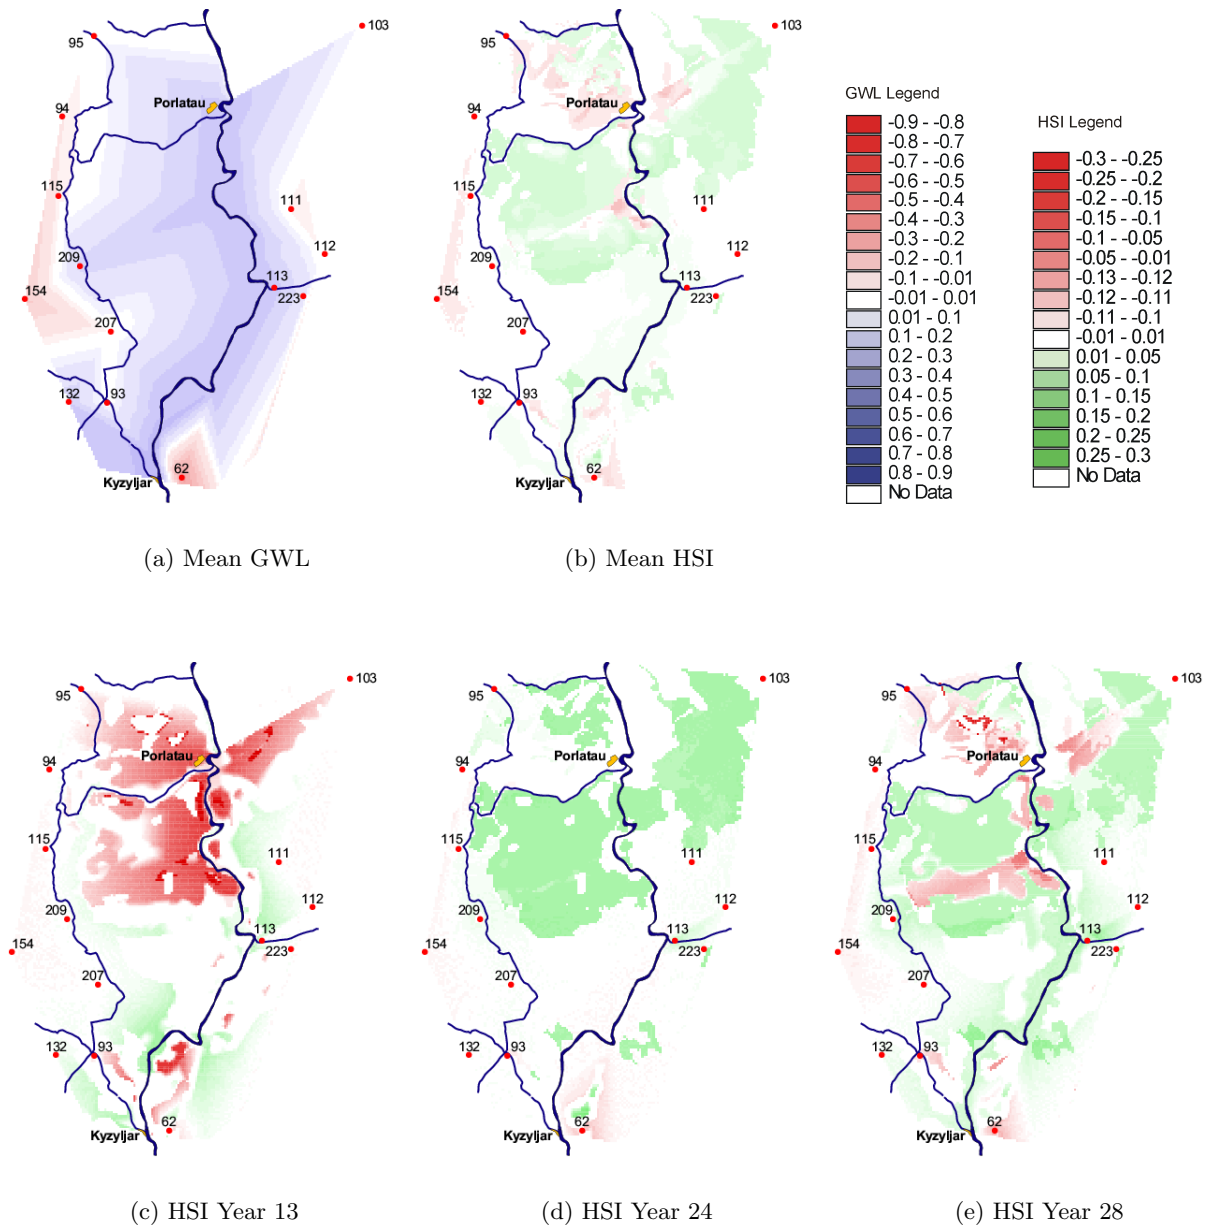 103
95
Porlatau
94
115
111
112
209
113
154
223
207
132
93
62
Kyzyljar
(a) Mean GWL
103
95
Porlatau
94
115
111
112
209
113
154
223
207
132
93
62
Kyzyljar
(b) Mean HSI
GWL Legend
-0.9 - -0.8
-0.8 - -0.7
-0.7 - -0.6
-0.6 - -0.5
-0.5 - -0.4
-0.4 - -0.3
-0.3 - -0.2
-0.2 - -0.1
-0.1 - -0.01
-0.01 - 0.01
0.01 - 0.1
0.1 - 0.2
0.2 - 0.3
0.3 - 0.4
0.4 - 0.5
0.5 - 0.6
0.6 - 0.7
0.7 - 0.8
0.8 - 0.9
No Data
HSI Legend
-0.3 - -0.25
-0.25 - -0.2
-0.2 - -0.15
-0.15 - -0.1
-0.1 - -0.05
-0.05 - -0.01
-0.13 - -0.12
-0.12 - -0.11
-0.11 - -0.1
-0.01 - 0.01
0.01 - 0.05
0.05 - 0.1
0.1 - 0.15
0.15 - 0.2
0.2 - 0.25
0.25 - 0.3
No Data
103
95
Porlatau
94
115
111
112
209
113
154
223
207
132
93
62
Kyzyljar
(c) HSI Year 13
103
95
Porlatau
94
115
111
112
209
113
154
223
207
132
93
62
Kyzyljar
(d) HSI Year 24
103
95
Porlatau
94
115
111
112
209
113
154
223
207
132
93
62
Kyzyljar
(e) HSI Year 28